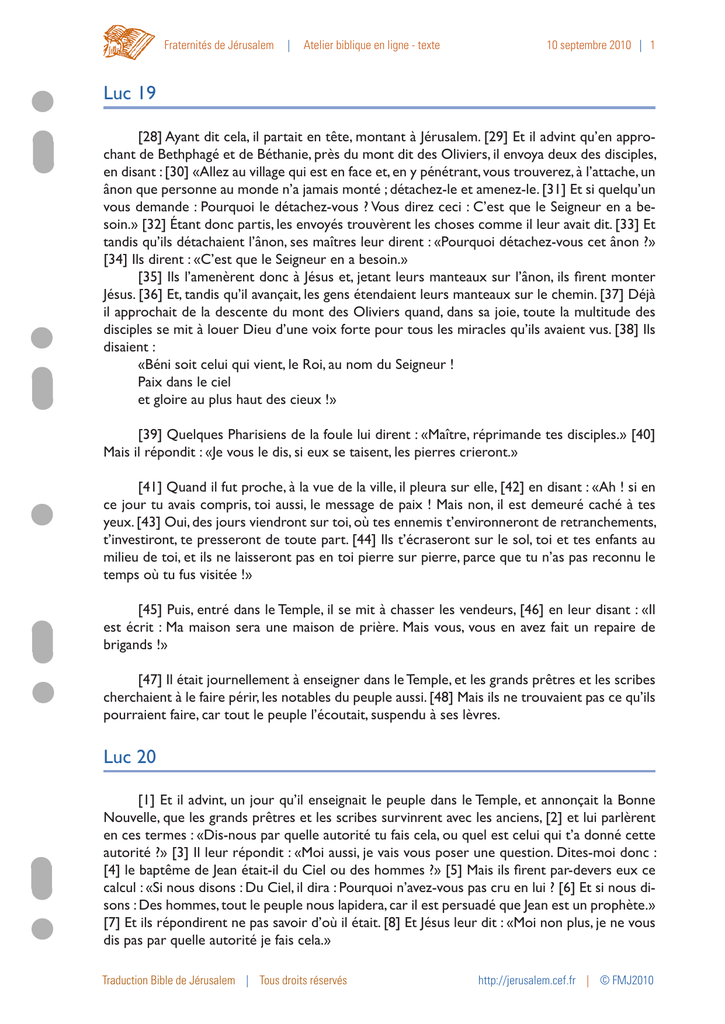 Fraternités de Jérusalem | Atelier biblique en ligne - texte 10 septembre 2010 | 1
Luc 19
[28] Ayant dit cela, il partait en tête, montant à Jérusalem. [29] Et il advint qu’en appro-
chant de Bethphagé et de Béthanie, près du mont dit des Oliviers, il envoya deux des disciples,
en disant : [30] «Allez au village qui est en face et, en y pénétrant, vous trouverez, à l’attache, un
ânon que personne au monde n’a jamais monté ; détachez-le et amenez-le. [31] Et si quelqu’un
vous demande : Pourquoi le détachez-vous ? Vous direz ceci : C’est que le Seigneur en a be-
soin.» [32] Étant donc partis, les envoyés trouvèrent les choses comme il leur avait dit. [33] Et
tandis qu’ils détachaient l’ânon, ses maîtres leur dirent : «Pourquoi détachez-vous cet ânon ?»
[34] Ils dirent : «C’est que le Seigneur en a besoin.»
[35] Ils l’amenèrent donc à Jésus et, jetant leurs manteaux sur l’ânon, ils firent monter
Jésus. [36] Et, tandis qu’il avançait, les gens étendaient leurs manteaux sur le chemin. [37] Déjà
il approchait de la descente du mont des Oliviers quand, dans sa joie, toute la multitude des
disciples se mit à louer Dieu d’une voix forte pour tous les miracles qu’ils avaient vus. [38] Ils
disaient :
«Béni soit celui qui vient, le Roi, au nom du Seigneur !
Paix dans le ciel
et gloire au plus haut des cieux !»
[39] Quelques Pharisiens de la foule lui dirent : «Maître, réprimande tes disciples.» [40]
Mais il répondit : «Je vous le dis, si eux se taisent, les pierres crieront.»
[41] Quand il fut proche, à la vue de la ville, il pleura sur elle, [42] en disant : «Ah ! si en
ce jour tu avais compris, toi aussi, le message de paix ! Mais non, il est demeuré caché à tes
yeux. [43] Oui, des jours viendront sur toi, où tes ennemis t’environneront de retranchements,
t’investiront, te presseront de toute part. [44] Ils t’écraseront sur le sol, toi et tes enfants au
milieu de toi, et ils ne laisseront pas en toi pierre sur pierre, parce que tu n’as pas reconnu le
temps où tu fus visitée !»
[45] Puis, entré dans le Temple, il se mit à chasser les vendeurs, [46] en leur disant : «Il
est écrit : Ma maison sera une maison de prière. Mais vous, vous en avez fait un repaire de
brigands !»
[47] Il était journellement à enseigner dans le Temple, et les grands prêtres et les scribes
cherchaient à le faire périr, les notables du peuple aussi. [48] Mais ils ne trouvaient pas ce qu’ils
pourraient faire, car tout le peuple l’écoutait, suspendu à ses lèvres.
Luc 20
[1] Et il advint, un jour qu’il enseignait le peuple dans le Temple, et annonçait la Bonne
Nouvelle, que les grands prêtres et les scribes survinrent avec les anciens, [2] et lui parlèrent
en ces termes : «Dis-nous par quelle autorité tu fais cela, ou quel est celui qui t’a donné cette
autorité ?» [3] Il leur répondit : «Moi aussi, je vais vous poser une question. Dites-moi donc :
[4] le baptême de Jean était-il du Ciel ou des hommes ?» [5] Mais ils firent par-devers eux ce
calcul : «Si nous disons : Du Ciel, il dira : Pourquoi n’avez-vous pas cru en lui ? [6] Et si nous di-
sons : Des hommes, tout le peuple nous lapidera, car il est persuadé que Jean est un prophète.»
[7] Et ils répondirent ne pas savoir d’où il était. [8] Et Jésus leur dit : «Moi non plus, je ne vous
dis pas par quelle autorité je fais cela.»
Traduction Bible de Jérusalem | Tous droits réservés http://jerusalem.cef.fr | © FMJ2010